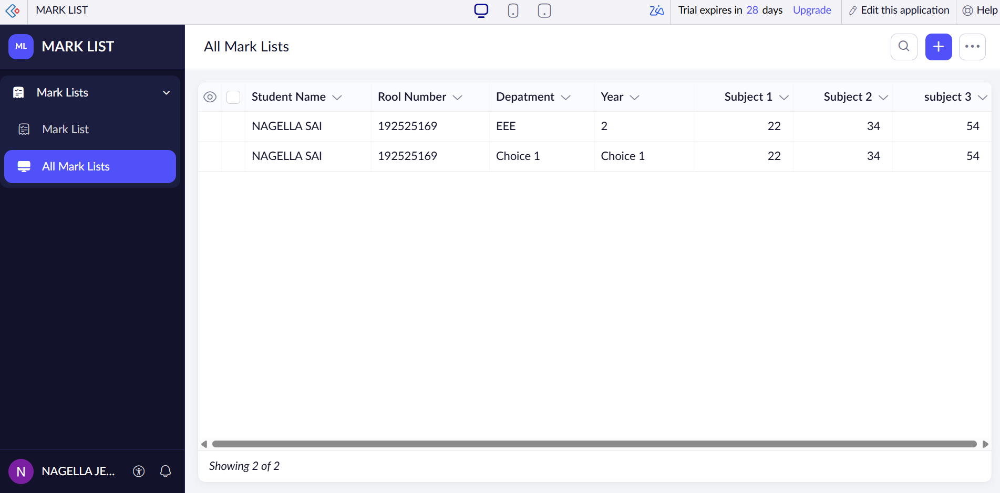 MARK LIST
Trial expires in 28 days Upgrade
Edit this application
Help
ML MARK LIST
Mark Lists
Mark List
All Mark Lists
NAGELLA JE...
N
All Mark Lists
Student Name Rool Number Depatment Year Subject 1 Subject 2 subject 3
NAGELLA SAI 192525169 EEE 2 22 34 54
NAGELLA SAI 192525169 Choice 1 Choice 1 22 34 54
Showing 2 of 2